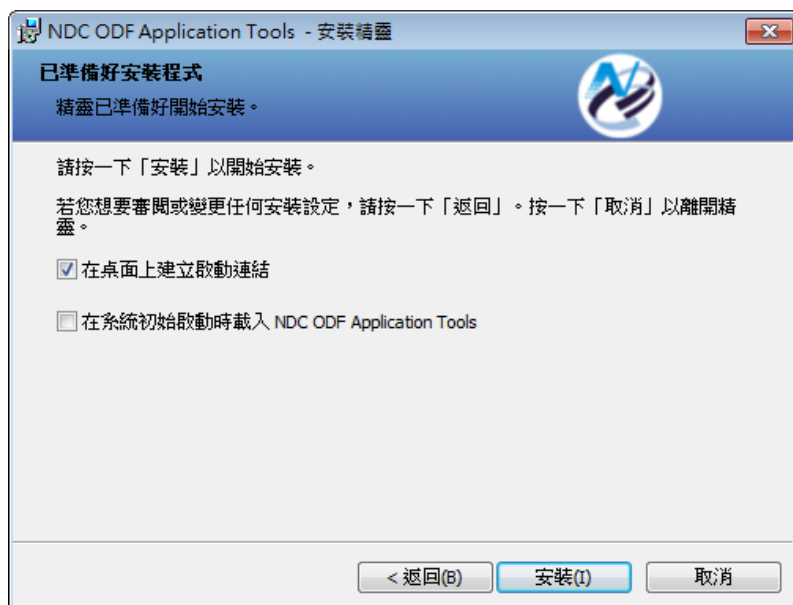 NDC ODF Application Tools - 安裝精靈
已準備好安裝程式
精靈已準備好開始安裝。
請按一下「安裝」以開始安裝。
若您想要審閱或變更任何安裝設定，請按一下「返回」。按一下「取消」以離開精
靈。
在桌面上建立啟動連結
在系統初始啟動時載入 NDC ODF Application Tools
< 返回(B) 安裝(I) 取消